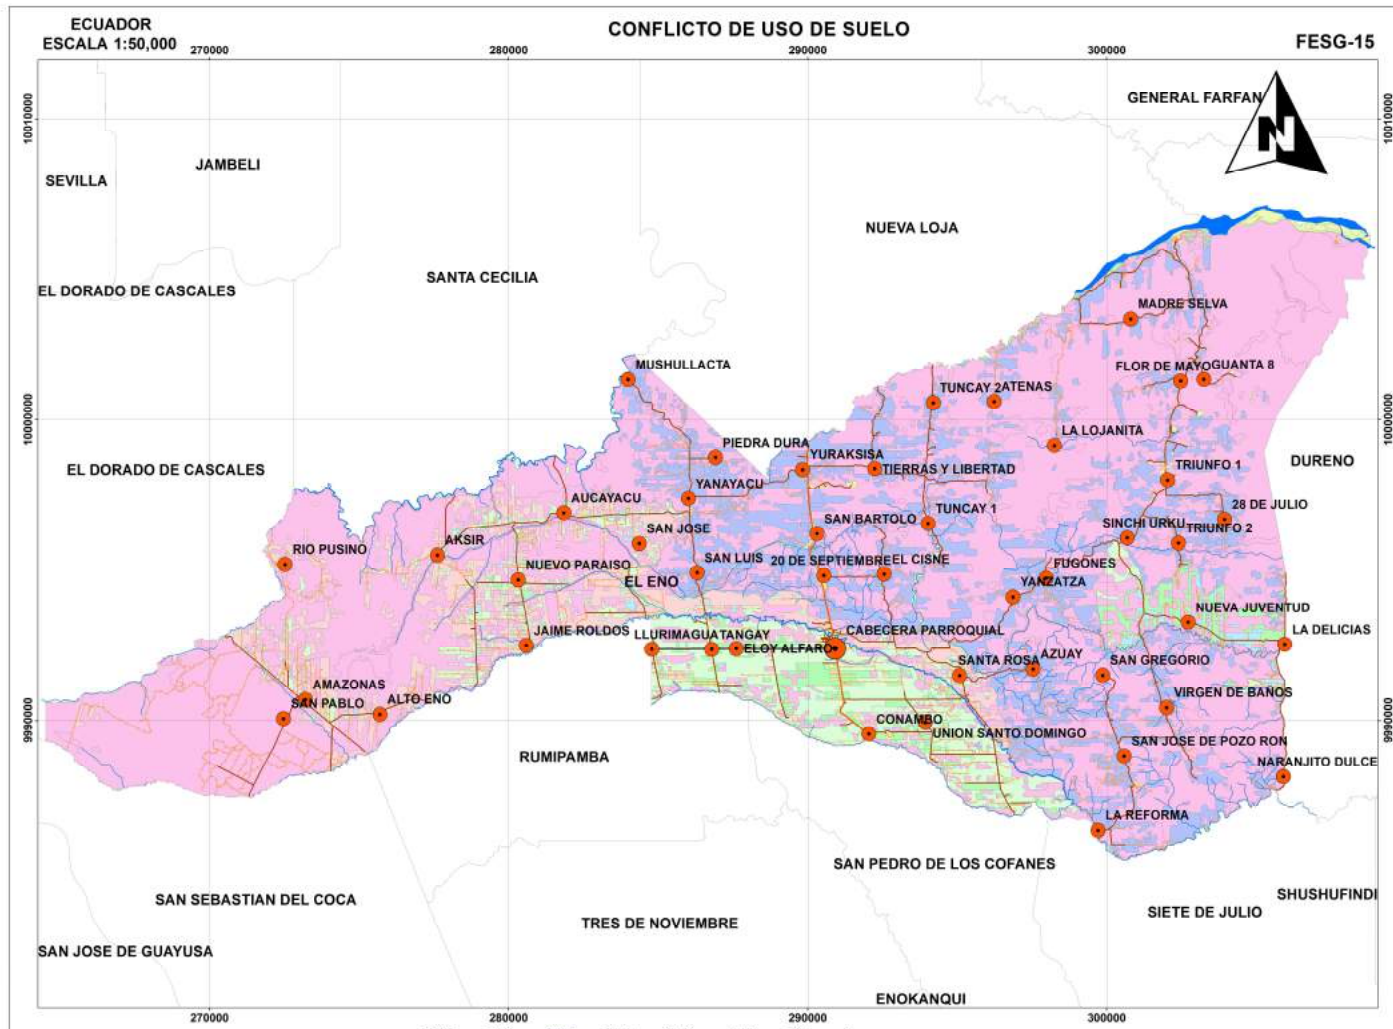 ECUADOR
ESCALA 1:50,000
CONFLICTO DE USO DE SUELO
FESG-15
270000
280000
290000
300000
10010000
10010000
GENERAL FARFAN
N
JAMBELI
SEVILLA
NUEVA LOJA
SANTA CECILIA
EL DORADO DE CASCALES
MADRE SELVA
MUSHULLACTA
FLOR DE MAYO
GUANTA 8
TUNCAY 2
ATENAS
10000000
10000000
LA LOJANITA
PIEDRA DURA
YURAKSISA
TIERRAS Y LIBERTAD
EL DORADO DE CASCALES
TRIUNFO 1
DURENO
YANAYACU
AUCAYACU
28 DE JULIO
SAN JOSE
SAN BARTOLO
TUNCAY 1
SINCHI URKU
TRIUNFO 2
AKSIR
RIO PUSINO
SAN LUIS
20 DE SEPTIEMBRE
EL CISNE
FUGONES
NUEVO PARAISO
EL ENO
YANZATZA
NUEVA JUVENTUD
JAIME ROLDOS
LLURIMAGUA
TANGAY
ELOY ALFARO
CABECERA PARROQUIAL
LA DELICIAS
SANTA ROSA
AZUAY
SAN GREGORIO
AMAZONAS
SAN PABLO
ALTO ENO
VIRGEN DE BAÑOS
9990000
9990000
CONAMBO
UNION SANTO DOMINGO
SAN JOSE DE POZO RON
RUMIPAMBA
NARANJITO DULCE
LA REFORMA
SAN PEDRO DE LOS COFANES
SAN SEBASTIAN DEL COCA
SHUSHUFINDI
SIETE DE JULIO
TRES DE NOVIEMBRE
SAN JOSE DE GUAYUSA
ENOKANQUI
270000
280000
290000
300000